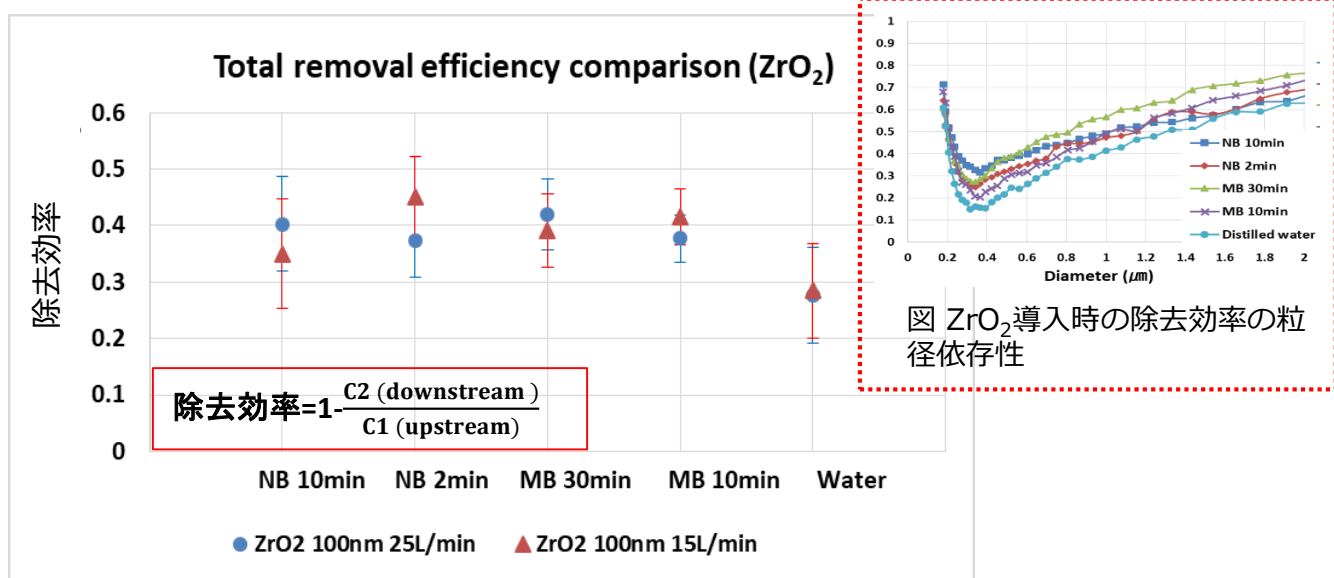 Total removal efficiency comparison (ZrO₂)
0.6
0.5
0.4
0.3
0.2
0.1
0
除去効率
除去効率=1-C2 (downstream )/C1 (upstream)
NB 10min NB 2min MB 30min MB 10min Water
ZrO2 100nm 25L/min ZrO2 100nm 15L/min
1
0.9
0.8
0.7
0.6
0.5
0.4
0.3
0.2
0.1
0
NB 10min
NB 2min
MB 30min
MB 10min
Distilled water
0 0.2 0.4 0.6 0.8 1 1.2 1.4 1.6 1.8 2
Diameter (μm)
図 ZrO₂導入時の除去効率の粒
径依存性